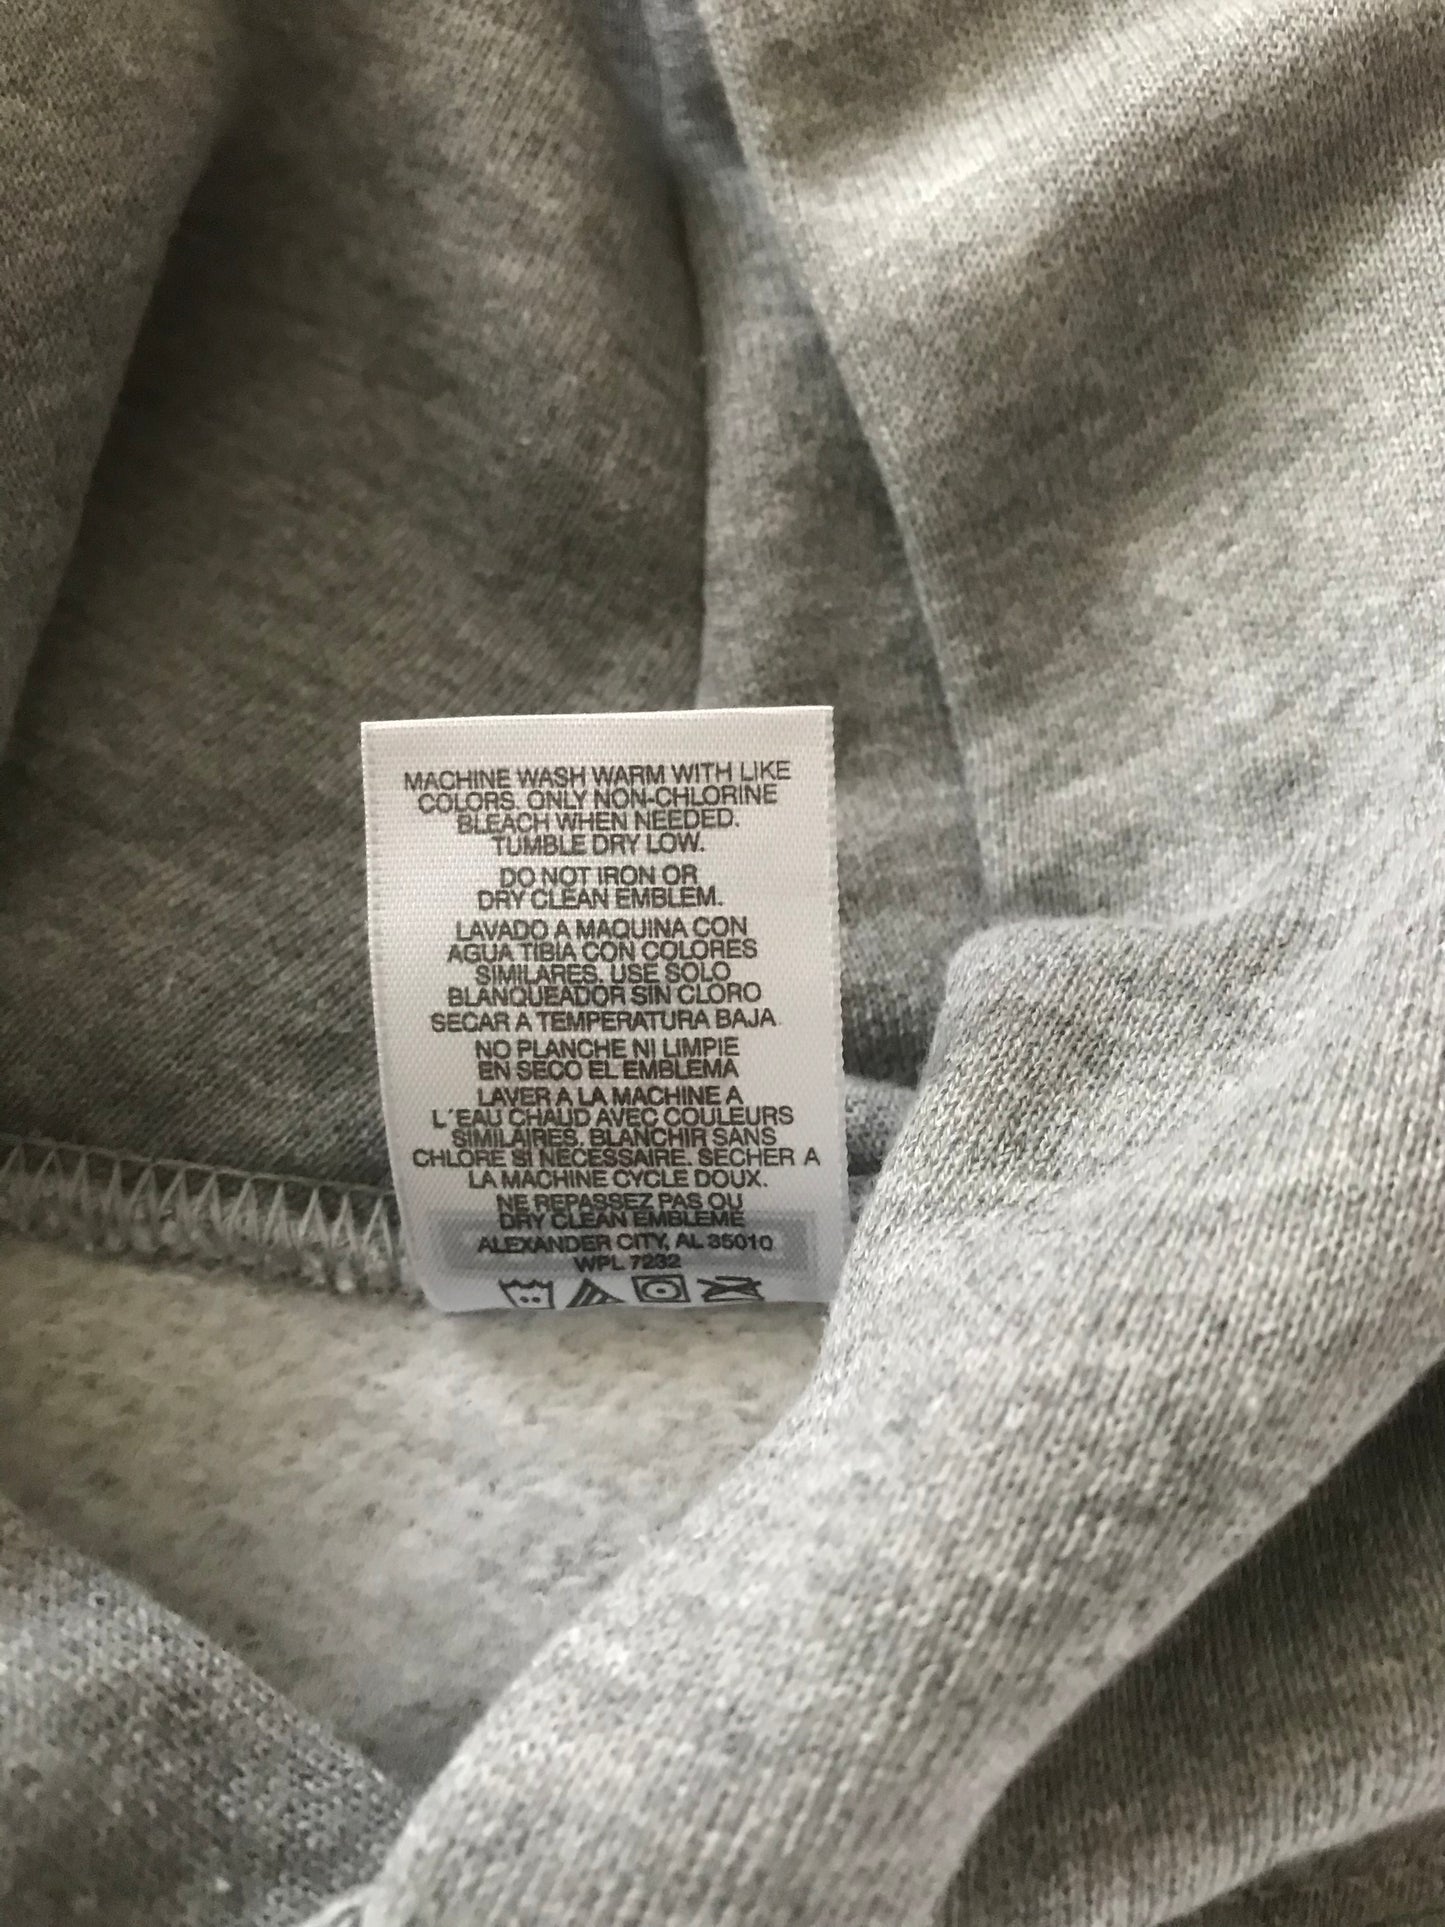 MACHINE WASH WARM WITH LIKE
COLORS. ONLY NON-CHLORINE
BLEACH WHEN NEEDED.
TUMBLE DRY LOW.
DO NOT IRON OR
DRY CLEAN EMBLEM.
LAVADO A MAQUINA CON
AGUA TIBIA CON COLORES
SIMILARES. USE SOLO
BLANQUEADOR SIN CLORO
SECAR A TEMPERATURA BAJA.
NO PLANCHE NI LIMPIE
EN SECO EL EMBLEMA
LAVER A LA MACHINE A
L'EAU CHAUD AVEC COULEURS
SIMILAIRES. BLANCHIR SANS
CHLORE SI NECESSAIRE. SECHER A
LA MACHINE CYCLE DOUX.
NE REPASSEZ PAS OU
DRY CLEAN EMBLEME
ALEXANDER CITY, AL 35010
WPL 7232